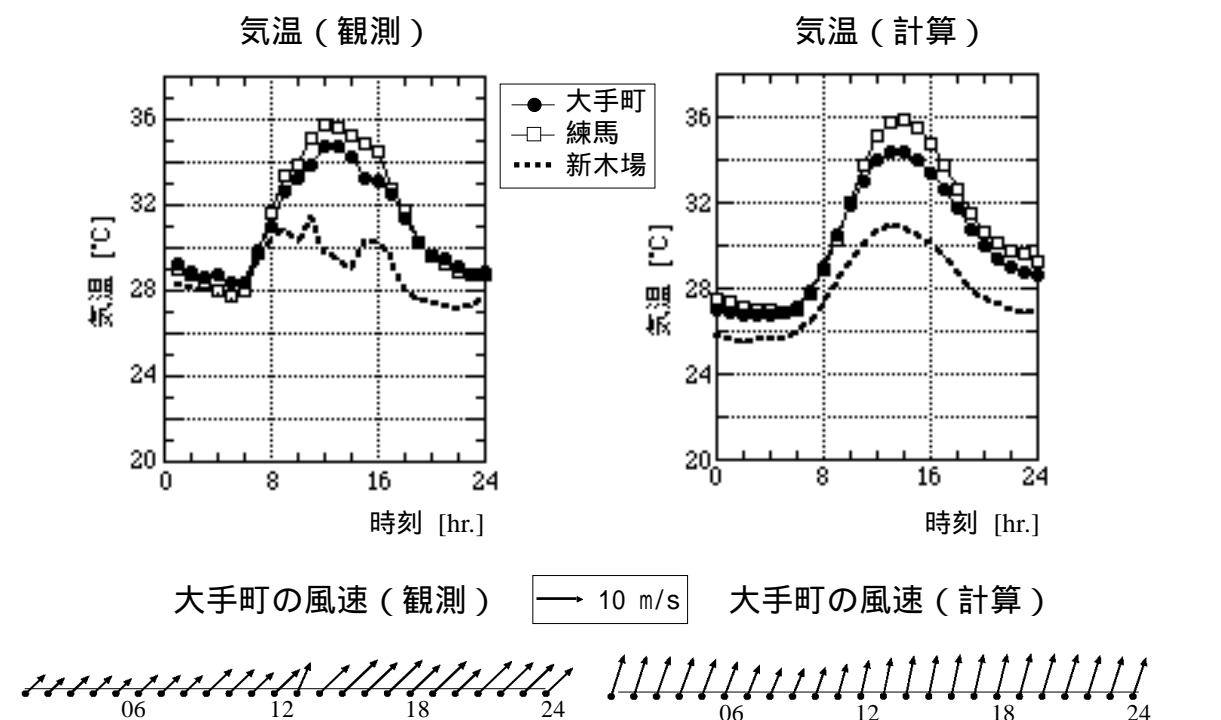 気温（観測）
気温（計算）
大手町
練馬
新木場
36
32
28
24
20
0 8 16 24
気温 [°C]
時刻 [hr.]
36
32
28
24
20
0 8 16 24
気温 [°C]
時刻 [hr.]
大手町の風速（観測）
10 m/s
大手町の風速（計算）
06 12 18 24
06 12 18 24